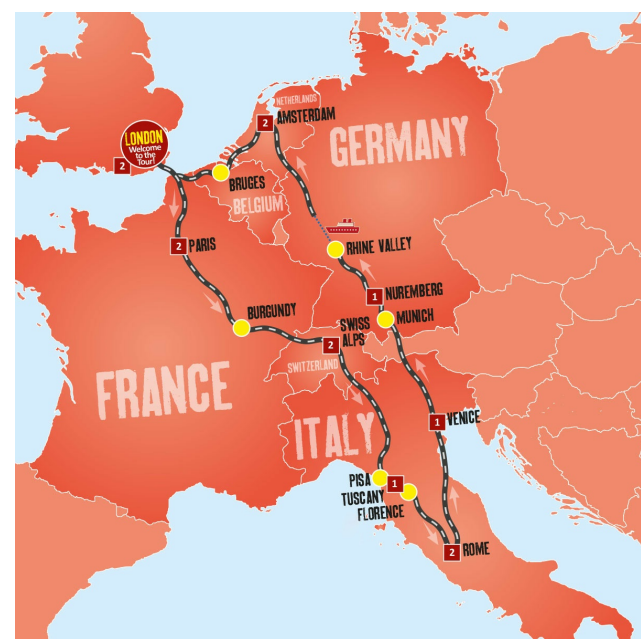 NETHERLANDS
2
AMSTERDAM
LONDON
Welcome
to the
Tour!
2
GERMANY
BRUGES
BELGIUM
2
PARIS
RHINE VALLEY
1
NUREMBERG
MUNICH
BURGUNDY
SWISS
ALPS
2
SWITZERLAND
FRANCE
ITALY
1
VENICE
PISA
1
TUSCANY
FLORENCE
2
ROME